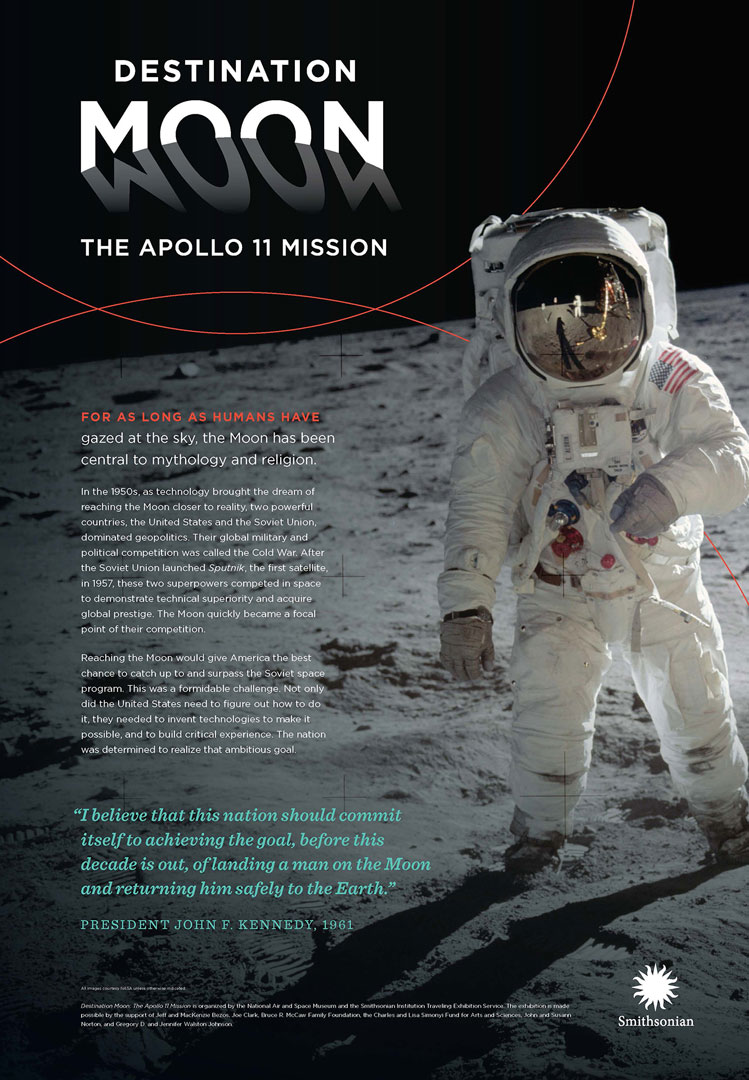 DESTINATION
MOON
THE APOLLO 11 MISSION
FOR AS LONG AS HUMANS HAVE
gazed at the sky, the Moon has been
central to mythology and religion.
In the 1950s, as technology brought the dream of
reaching the Moon closer to reality, two powerful
countries, the United States and the Soviet Union,
dominated geopolitics. Their global military and
political competition was called the Cold War. After
the Soviet Union launched Sputnik, the first satellite,
in 1957, these two superpowers competed in space
to demonstrate technical superiority and acquire
global prestige. The Moon quickly became a focal
point of their competition.
Reaching the Moon would give America the best
chance to catch up to and surpass the Soviet space
program. This was a formidable challenge. Not only
did the United States need to figure out how to do
it, they needed to invent technologies to make it
possible, and to build critical experience. The nation
was determined to realize that ambitious goal.
“I believe that this nation should commit
itself to achieving the goal, before this
decade is out, of landing a man on the Moon
and returning him safely to the Earth.”
PRESIDENT JOHN F. KENNEDY, 1961
All images courtesy NASA unless otherwise indicated.
Destination Moon: The Apollo 11 Mission is organized by the National Air and Space Museum and the Smithsonian Institution Traveling Exhibition Service. The exhibition is made
possible by the support of Jeff and MacKenzie Bezos, Joe Clark, Bruce R. McCaw Family Foundation, the Charles and Lisa Simonyi Fund for Arts and Sciences, John and Susann
Norton, and Gregory D. and Jennifer Walston Johnson.
Smithsonian